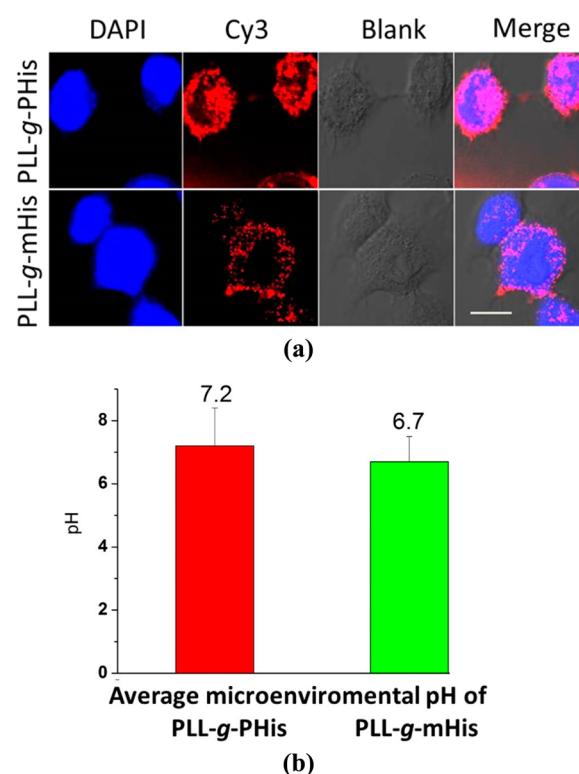 DAPI Cy3 Blank Merge
PLL-g-PHis
PLL-g-mHis
(a)
7.2
6.7
8
6
4
2
0
pH
Average microenviromental pH of
PLL-g-PHis PLL-g-mHis
(b)